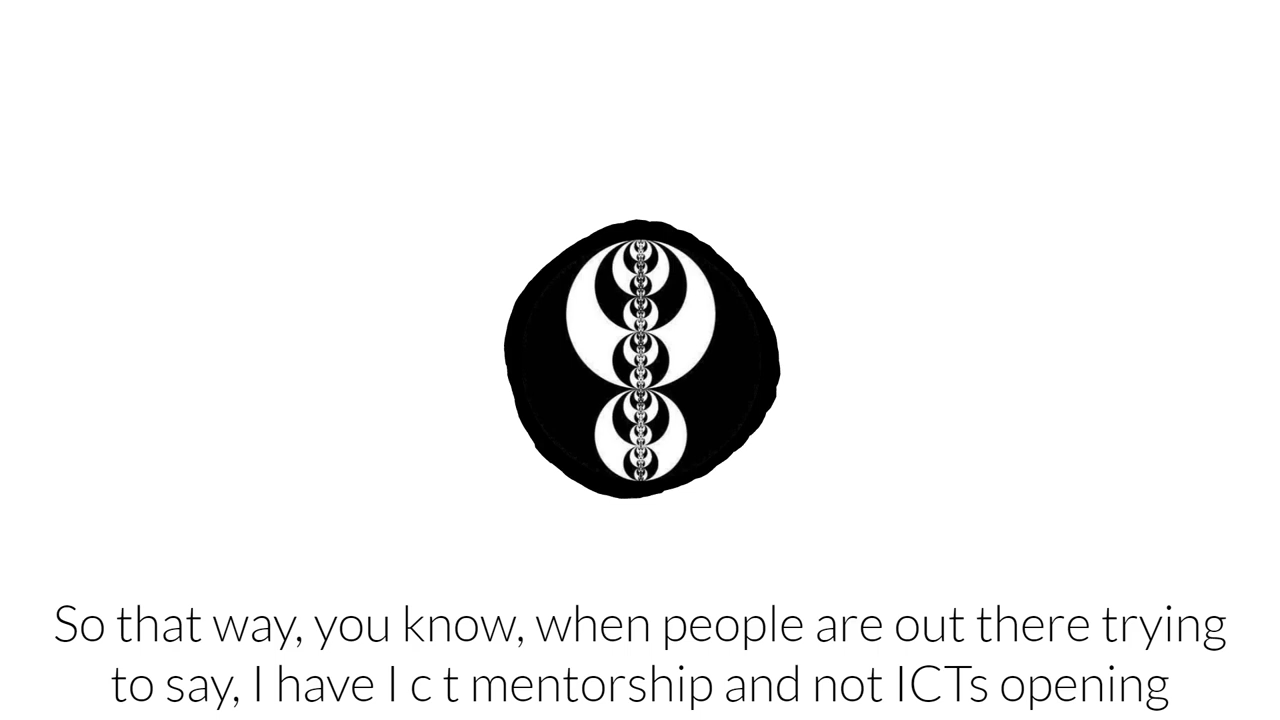 So that way, you know, when people are out there trying
to say, I have I c t mentorship and not ICTs opening